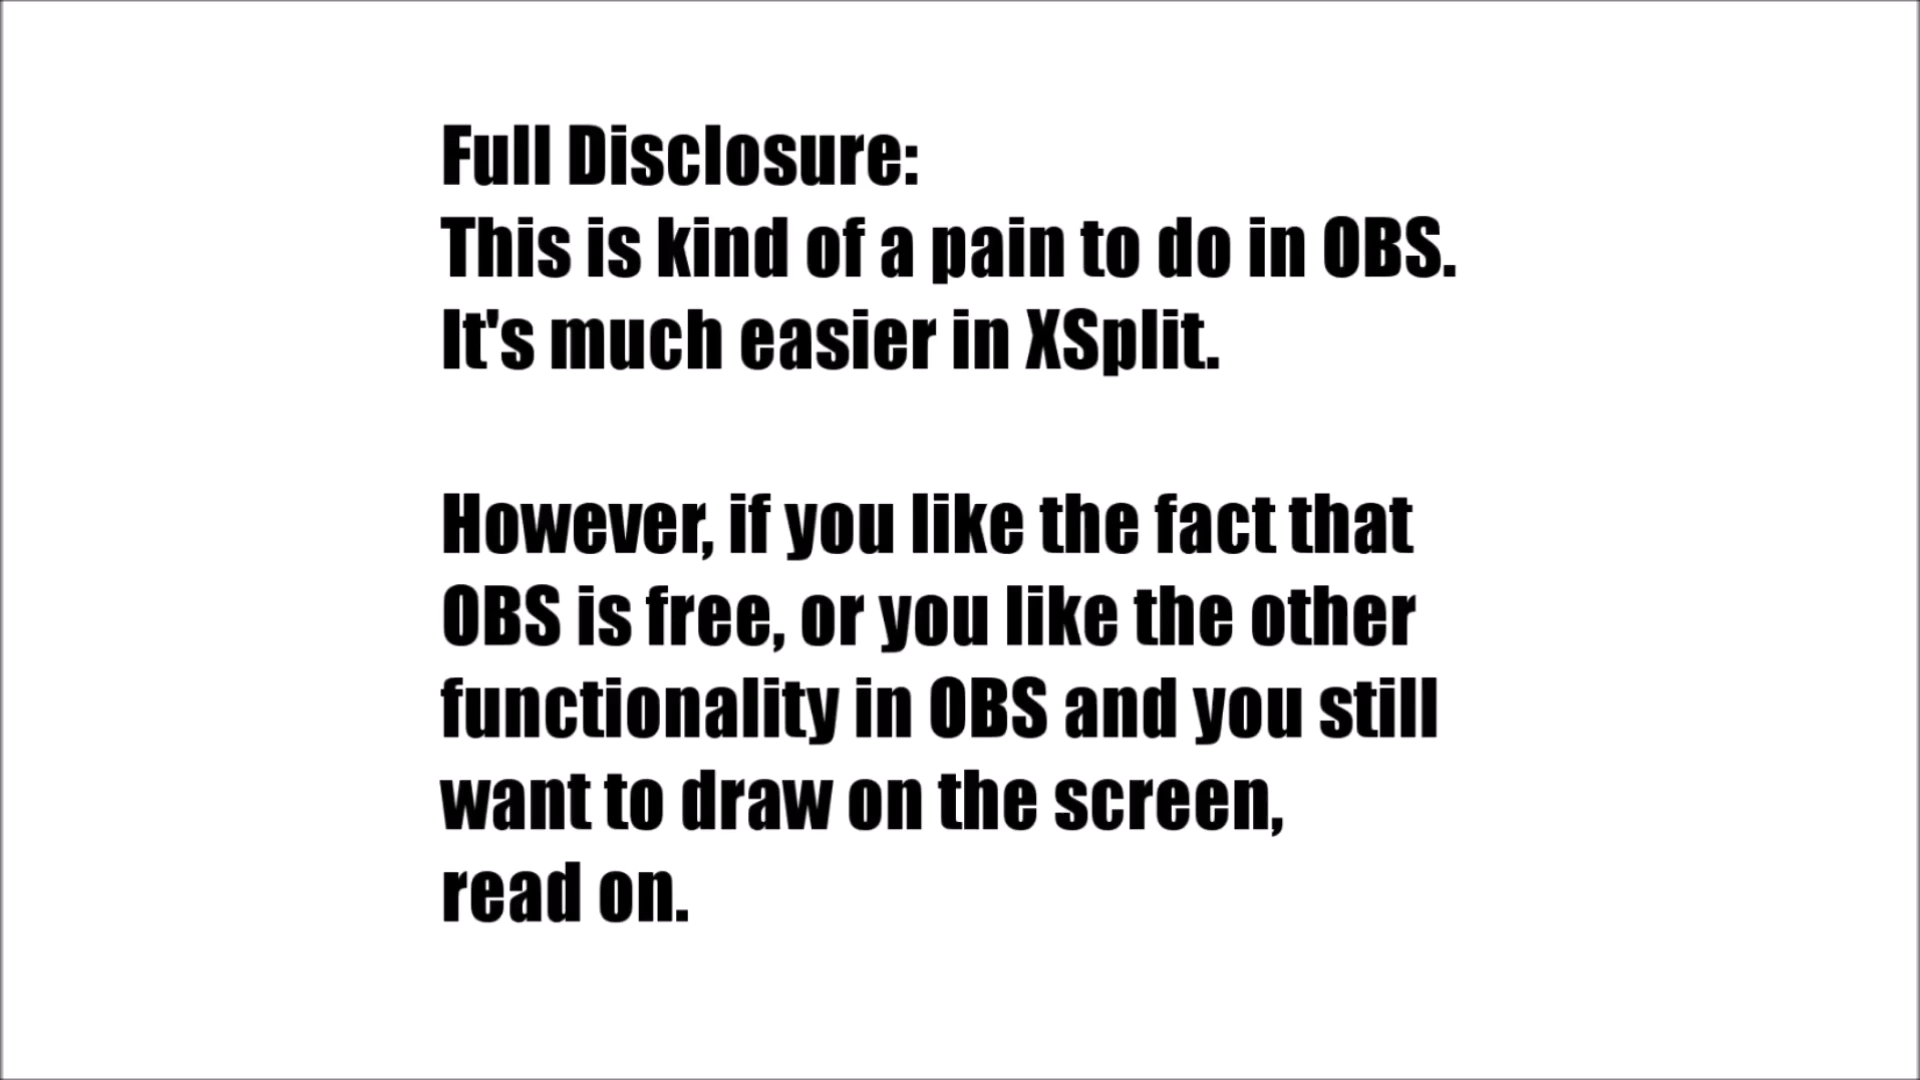 Full Disclosure:
This is kind of a pain to do in OBS.
It's much easier in XSplit.
However, if you like the fact that
OBS is free, or you like the other
functionality in OBS and you still
want to draw on the screen,
read on.